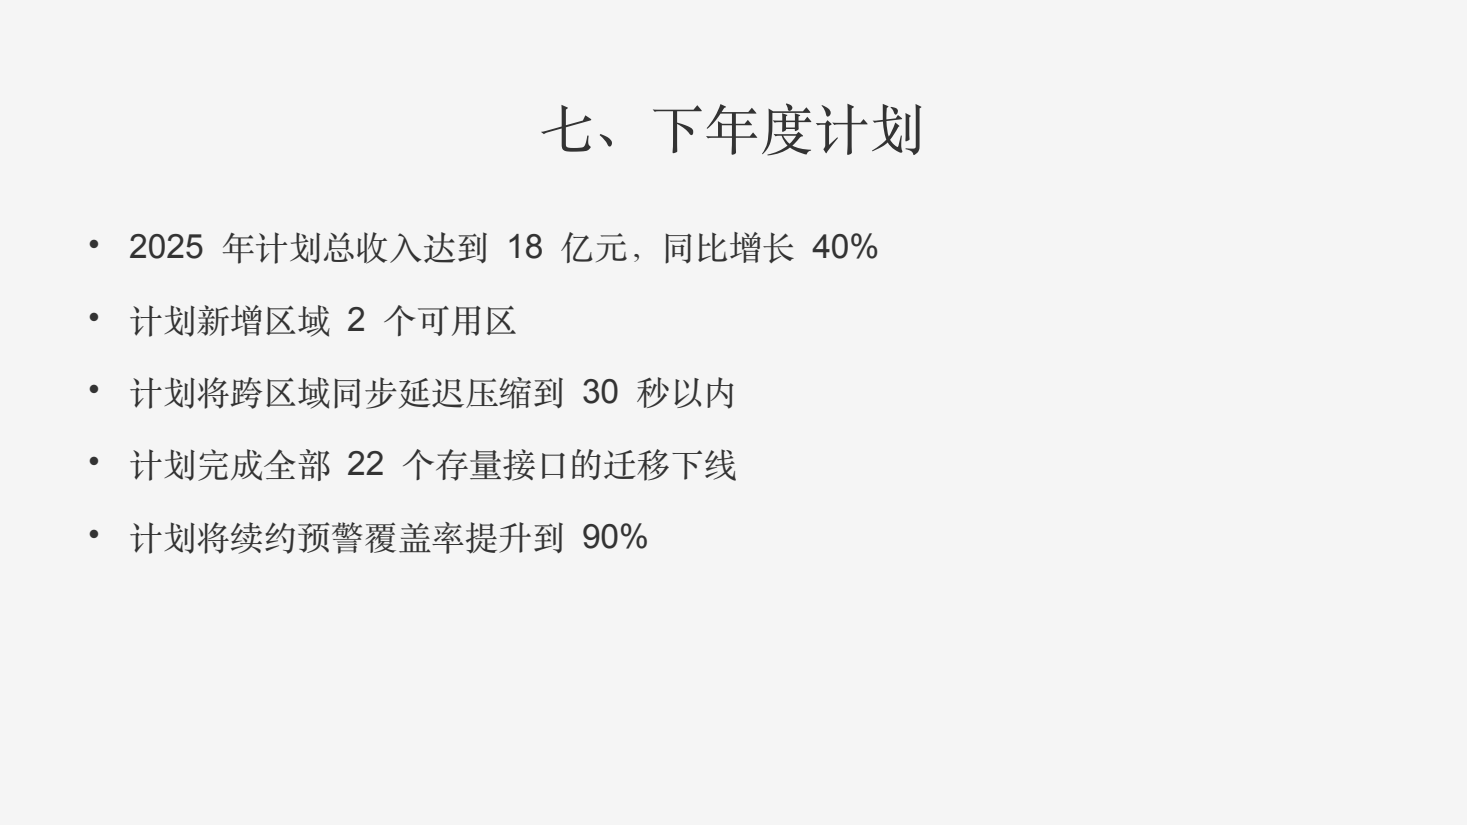 七、下年度计划
• 2025 年计划总收入达到 18 亿元，同比增长 40%
• 计划新增区域 2 个可用区
• 计划将跨区域同步延迟压缩到 30 秒以内
• 计划完成全部 22 个存量接口的迁移下线
• 计划将续约预警覆盖率提升到 90%